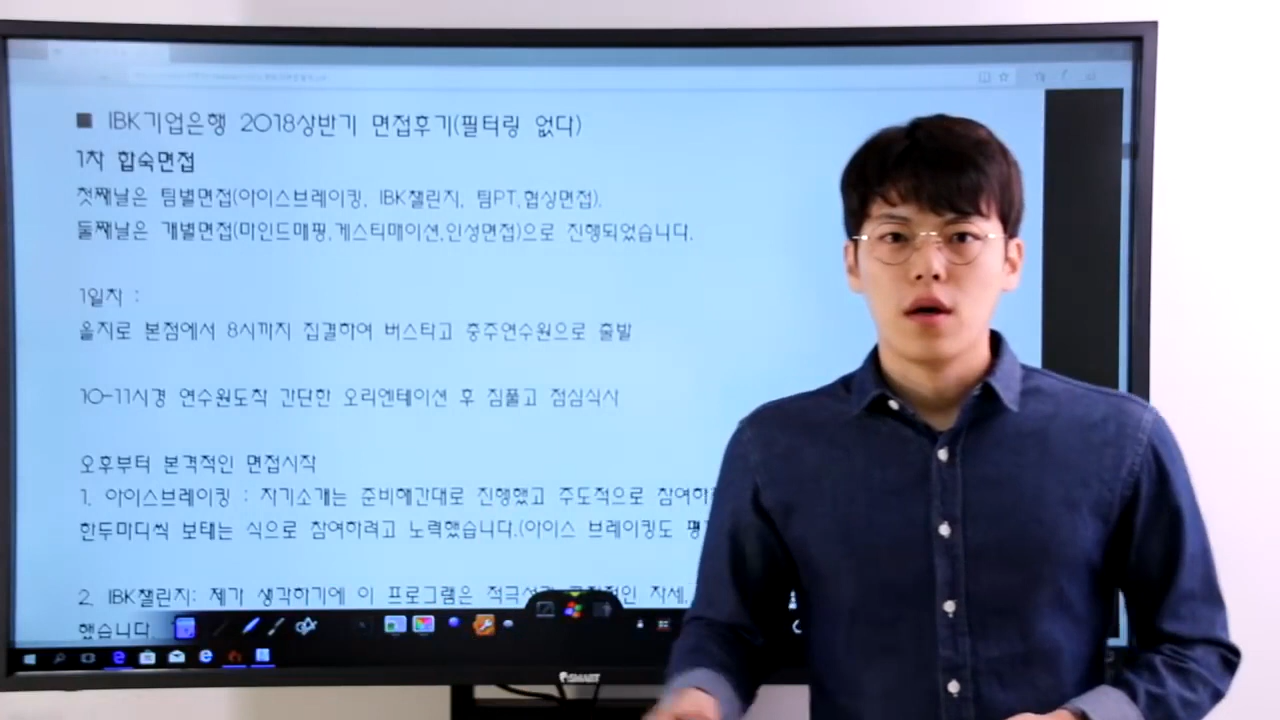 ■ IBK기업은행 2018상반기 면접후기(필터링 없다)
1차 합숙면접
첫째날은 팀별면접(아이스브레이킹, IBK챌린지, 팀PT,협상면접).
둘째날은 개별면접(마인드매핑,게스티메이션,인성면접)으로 진행되었습니다.
1일차 :
을지로 본점에서 8시까지 집결하여 버스타고 충주연수원으로 출발
10-11시경 연수원도착 간단한 오리엔테이션 후 짐풀고 점심식사
오후부터 본격적인 면접시작
1. 아이스브레이킹 : 자기소개는 준비해간대로 진행했고 주도적으로 참여하
한두마디씩 보태는 식으로 참여하려고 노력했습니다.(아이스 브레이킹도 평
2. IBK챌린지: 제가 생각하기에 이 프로그램은 자세,
했습니다.
SMART